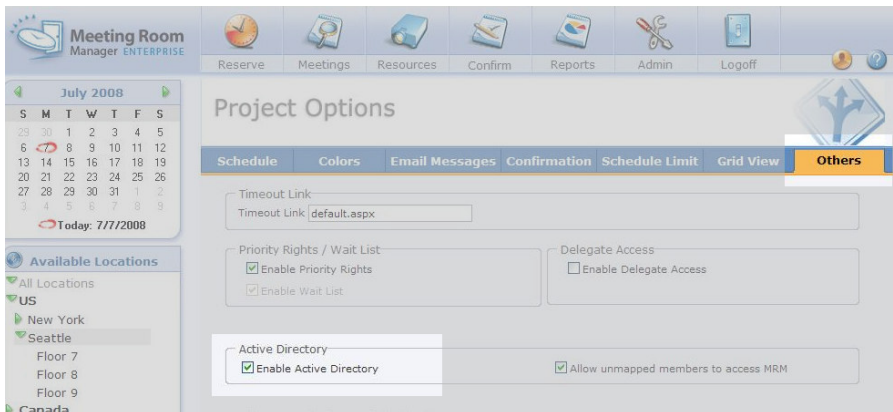 Meeting Room
Manager ENTERPRISE
Reserve Meetings Resources Confirm Reports Admin Logoff
July 2008
S M T W T F S
29 30 1 2 3 4 5
6 7 8 9 10 11 12
13 14 15 16 17 18 19
20 21 22 23 24 25 26
27 28 29 30 31 1 2
3 4 5 6 7 8 9
Today: 7/7/2008
Available Locations
All Locations
US
New York
Seattle
Floor 7
Floor 8
Floor 9
Canada
Project Options
Schedule Colors Email Messages Confirmation Schedule Limit Grid View Others
Timeout Link
Timeout Link default.aspx
Priority Rights / Wait List
Enable Priority Rights
Enable Wait List
Delegate Access
Enable Delegate Access
Active Directory
Enable Active Directory
Allow unmapped members to access MRM